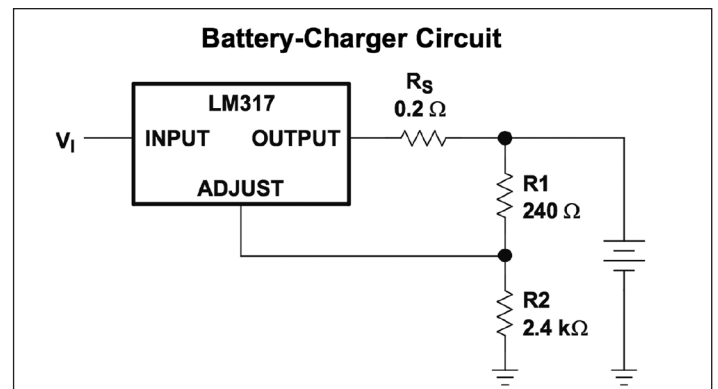 Battery-Charger Circuit
RS
0.2 Ω
LM317
VI
INPUT
OUTPUT
ADJUST
R1
240 Ω
R2
2.4 kΩ